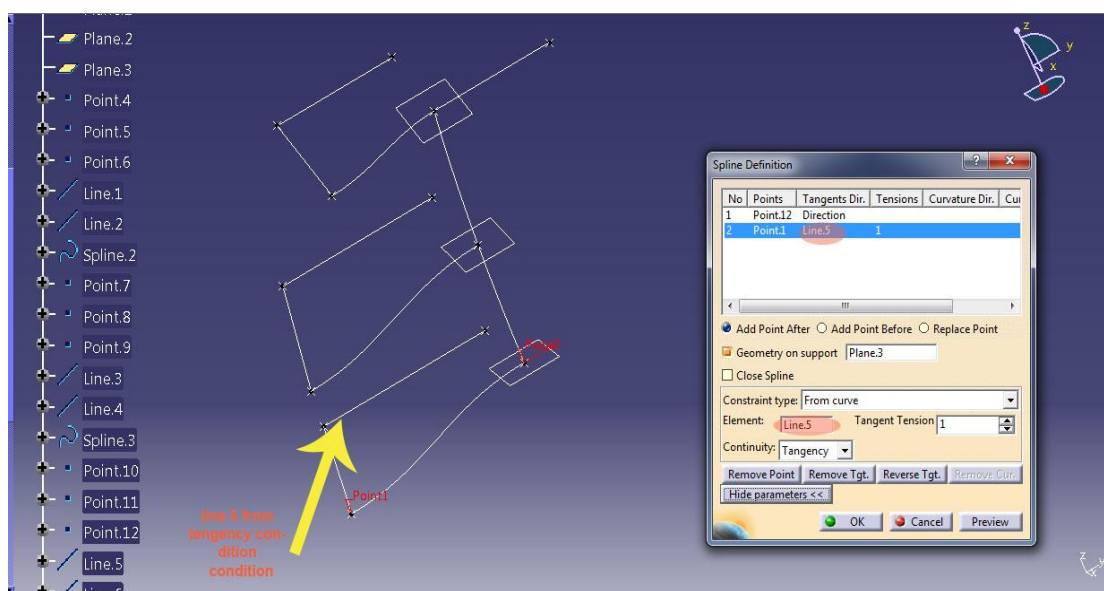 Plane.2
Plane.3
Point.4
Point.5
Point.6
Line.1
Line.2
Spline.2
Point.7
Point.8
Point.9
Line.3
Line.4
Spline.3
Point.10
Point.11
Point.12
Line.5
z
y
x
Point1
line 5 from
tengency con-
dition
condition
Spline Definition
No Points Tangents Dir. Tensions Curvature Dir. Cu
1 Point.12 Direction
2 Point.1 Line.5 1
Add Point After Add Point Before Replace Point
Geometry on support Plane.3
Close Spline
Constraint type: From curve
Element: Line.5 Tangent Tension 1
Continuity: Tangency
Remove Point Remove Tgt. Reverse Tgt. Remove Cur.
Hide parameters <<
OK Cancel Preview
z
y
x